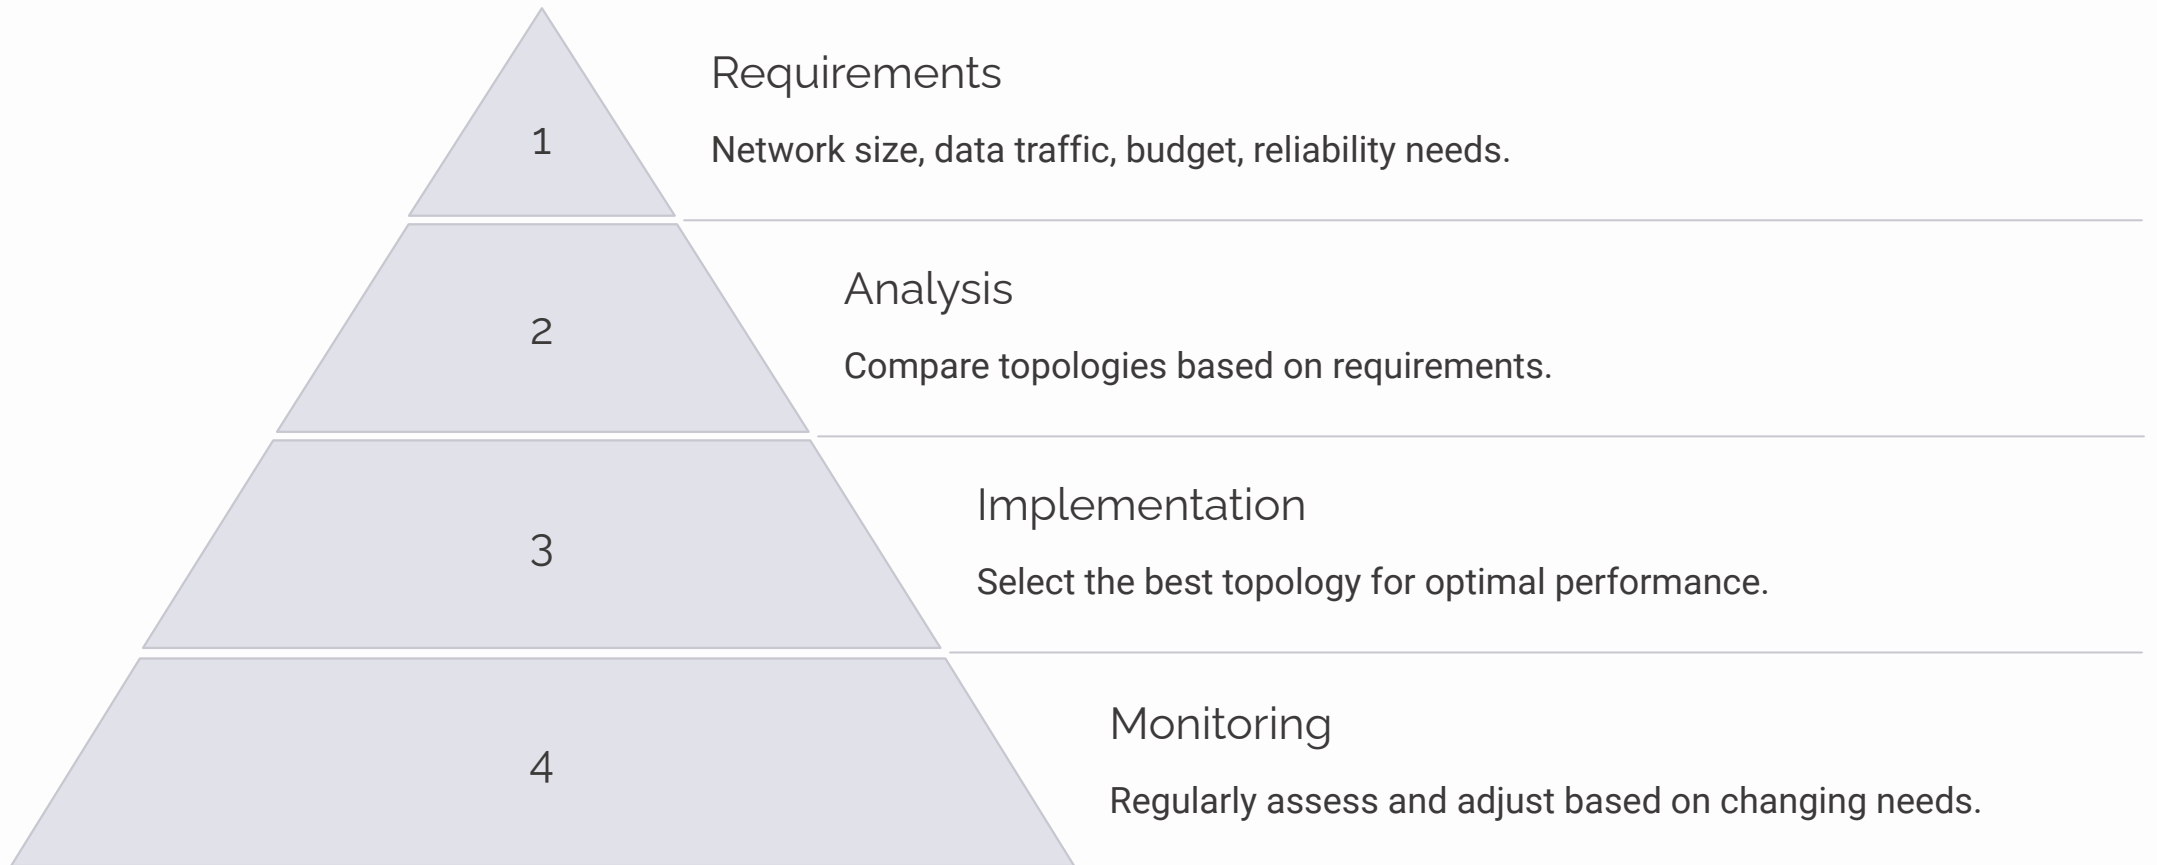 1
Requirements
Network size, data traffic, budget, reliability needs.
2
Analysis
Compare topologies based on requirements.
3
Implementation
Select the best topology for optimal performance.
4
Monitoring
Regularly assess and adjust based on changing needs.